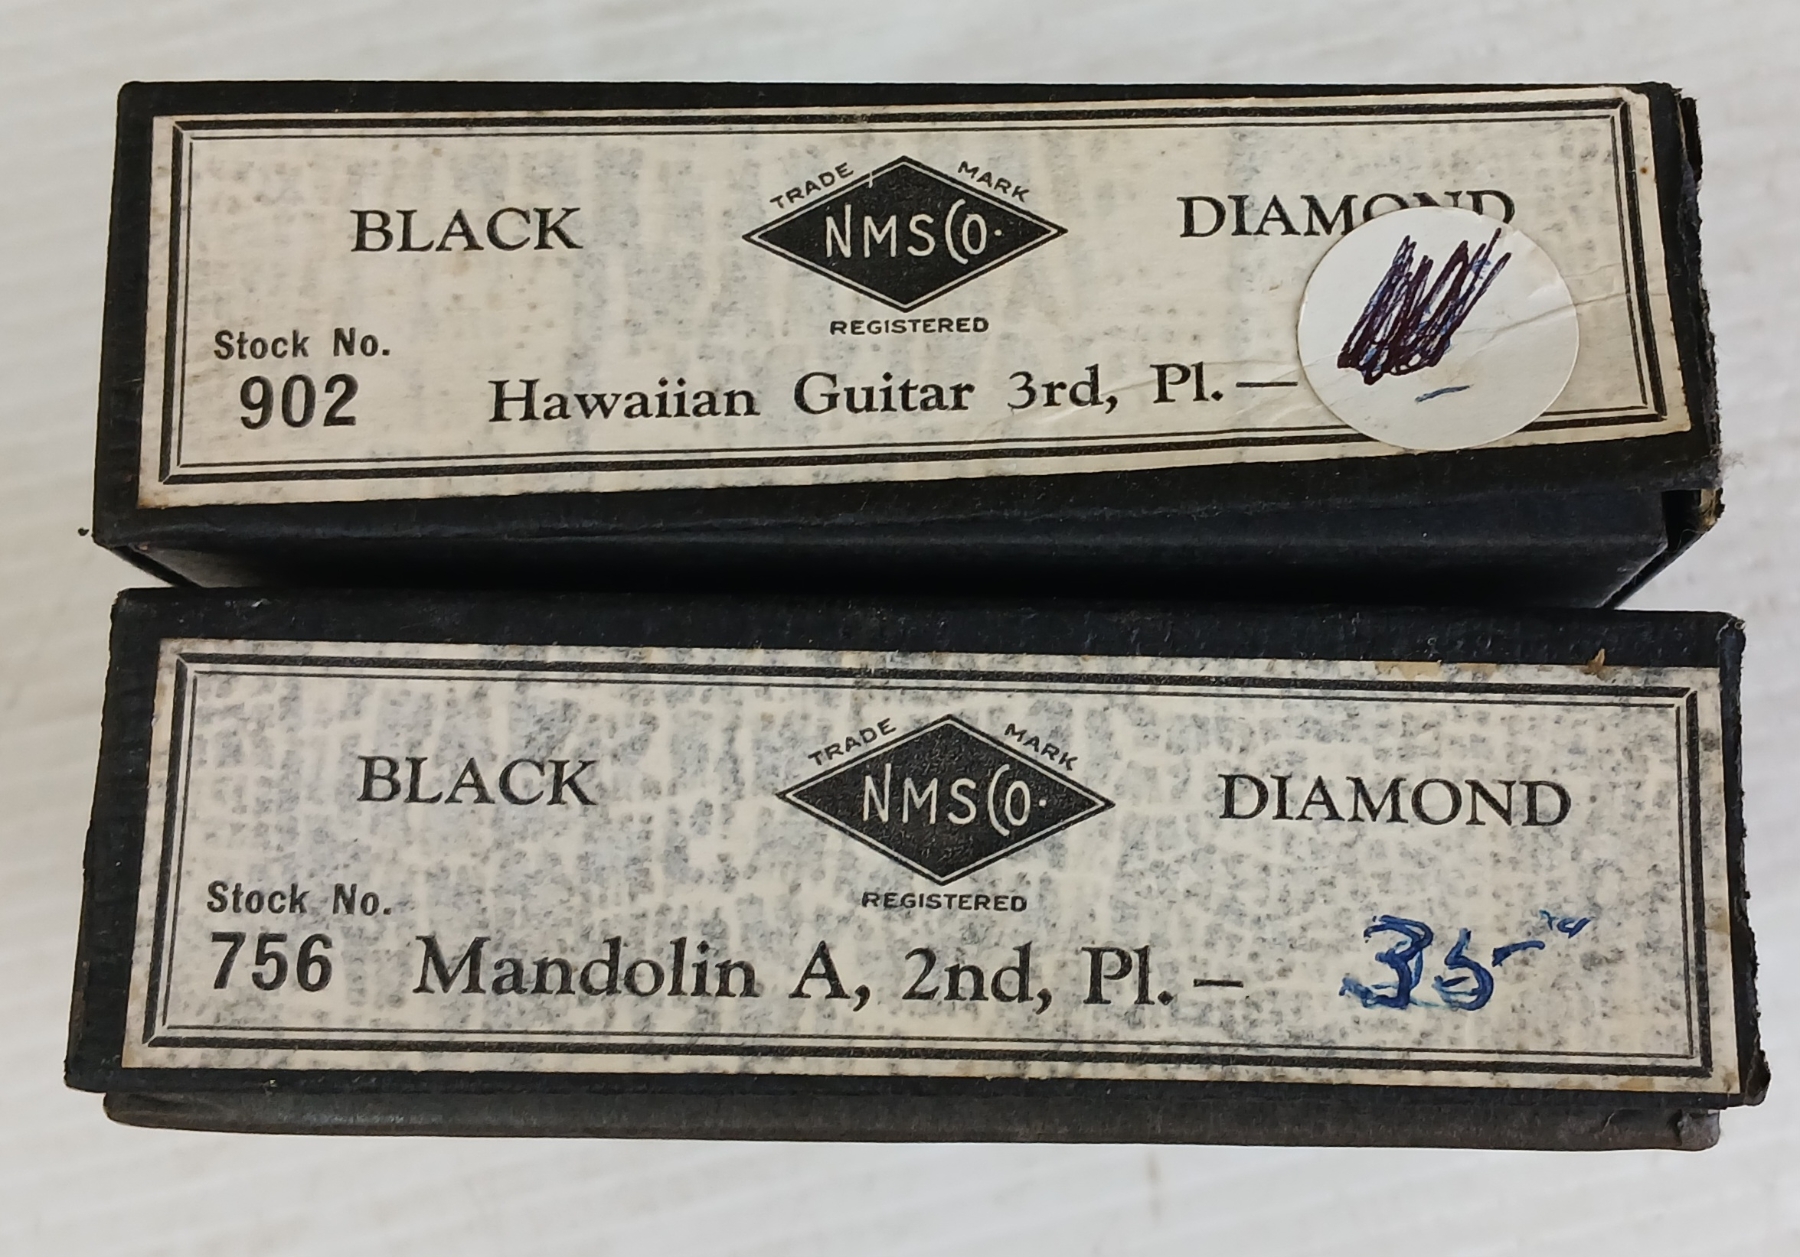 BLACK TRADE MARK NMSCO. DIAMOND
REGISTERED
Stock No.
902 Hawaiian Guitar 3rd, Pl.—
BLACK TRADE MARK NMSCO. DIAMOND
REGISTERED
Stock No.
756 Mandolin A, 2nd, Pl.— 35